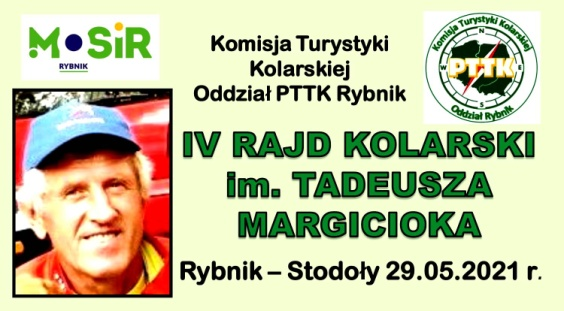 MOSiR
RYBNIK
Komisja Turystyki
Kolarskiej
Oddział PTTK Rybnik
Komisja Turystyki Kolarskiej
N
W
E
PTTK
S
Oddział Rybnik
IV RAJD KOLARSKI
im. TADEUSZA
MARGICIOKA
Rybnik – Stodoły 29.05.2021 r.